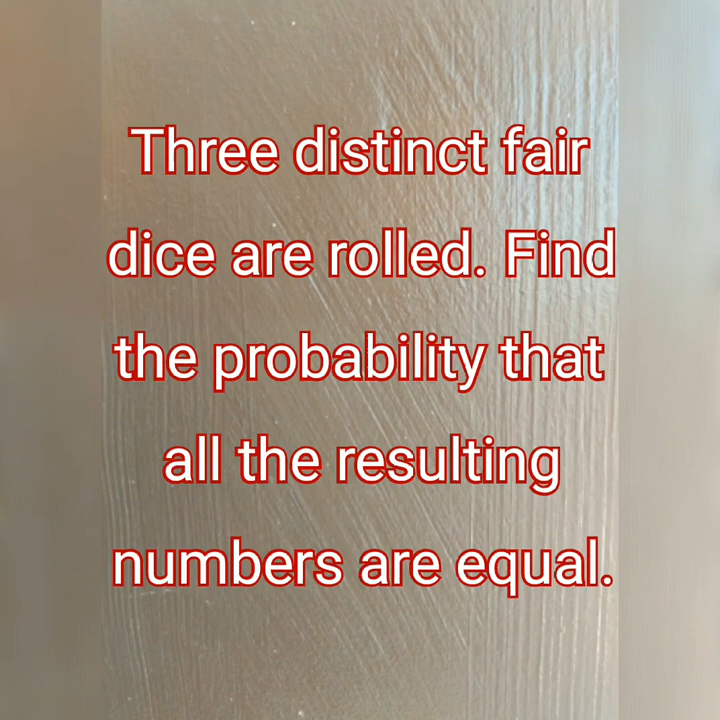 Three distinct fair
dice are rolled. Find
the probability that
all the resulting
numbers are equal.